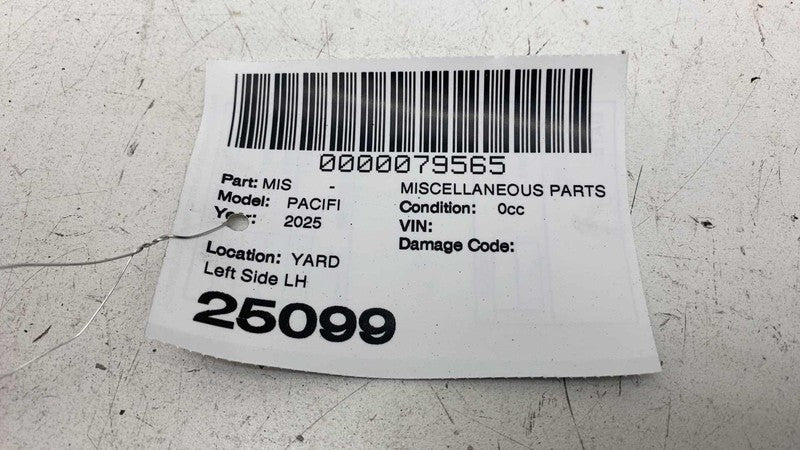 0000079565
Part: MIS - MISCELLANEOUS PARTS
Model: PACIFI Condition: 0cc
Year: 2025 VIN:
Damage Code:
Location: YARD
Left Side LH
25099